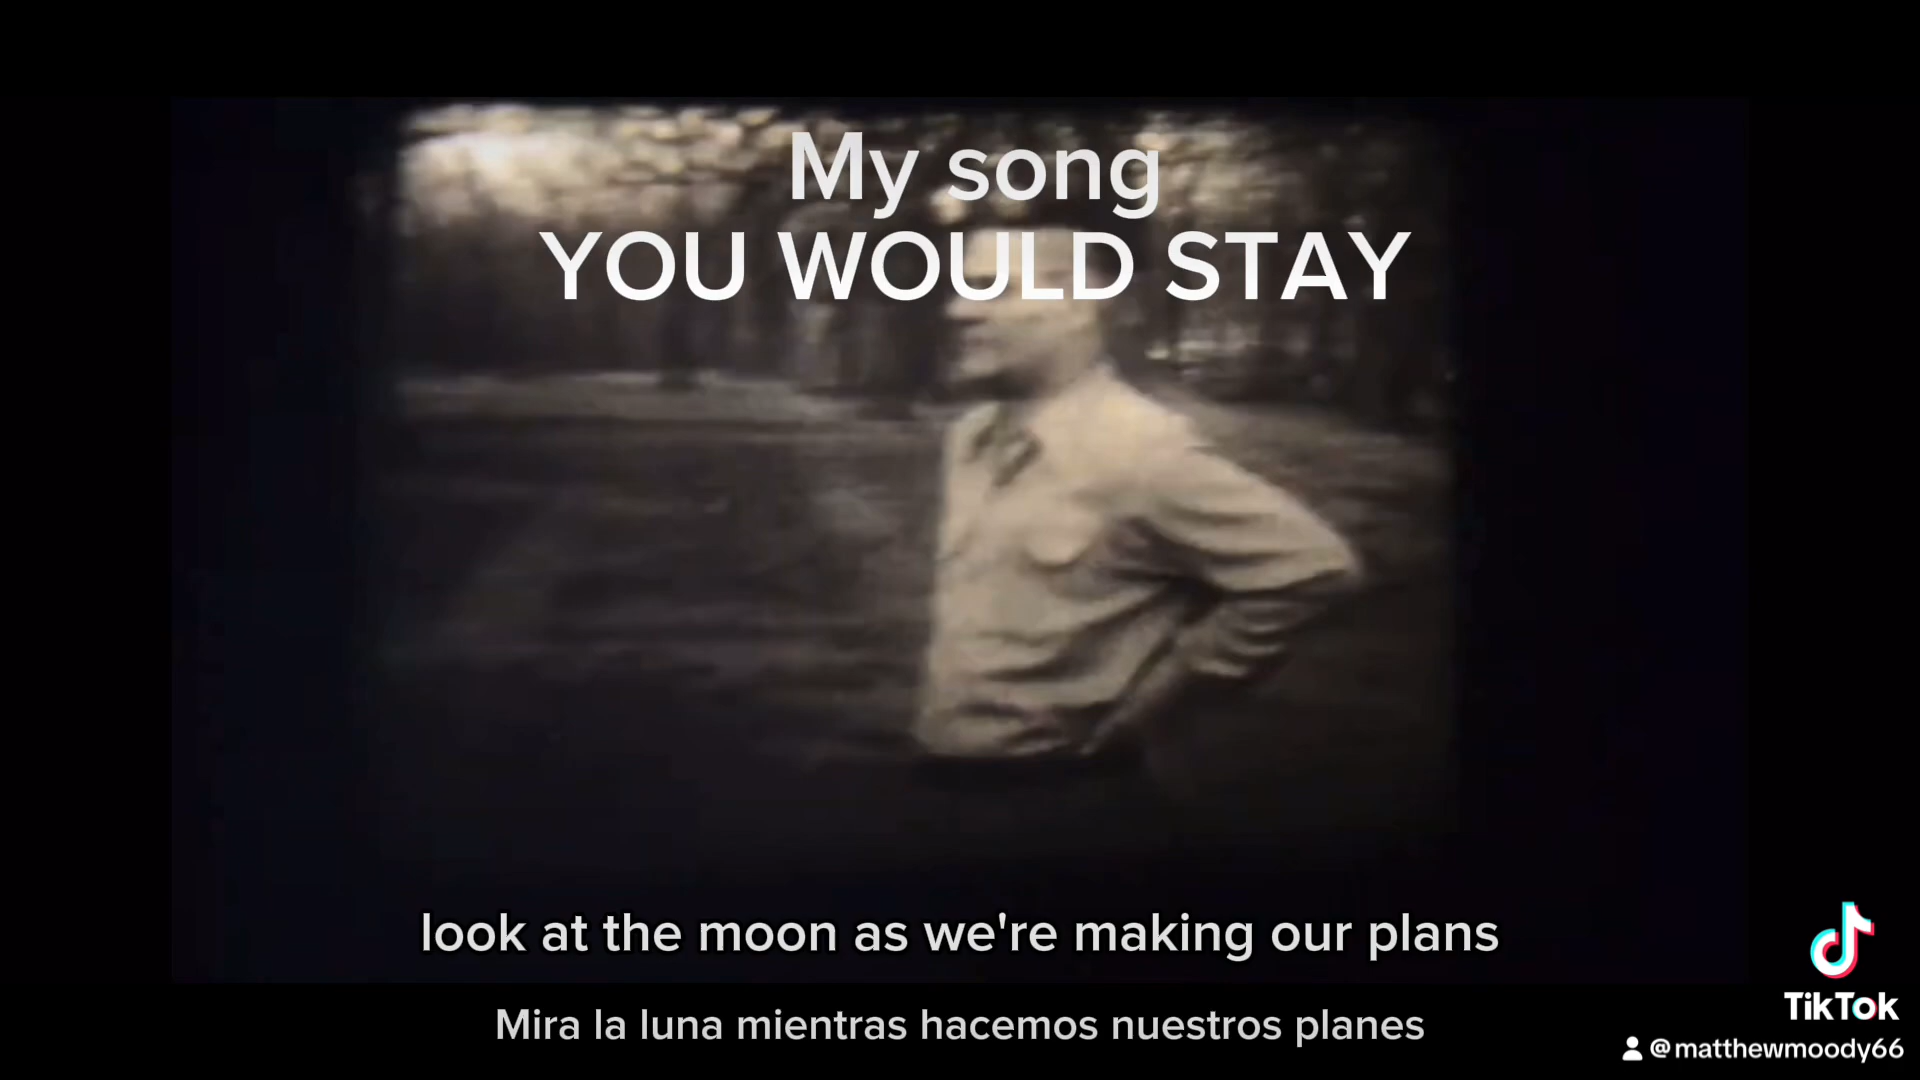 My song
YOU WOULD STAY
look at the moon as we're making our plans
Mira la luna mientras hacemos nuestros planes
TikTok
@matthewmoody66